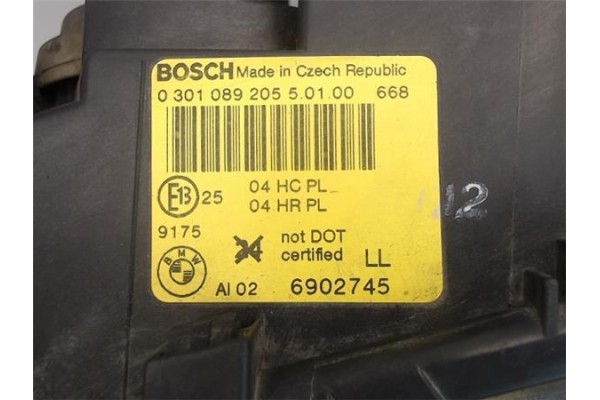 BOSCH Made in Czech Republic
0 301 089 205 5.01.00 668
E13 25 04 HC PL
04 HR PL
9175
not DOT
certified LL
BMW
AI 02 6902745